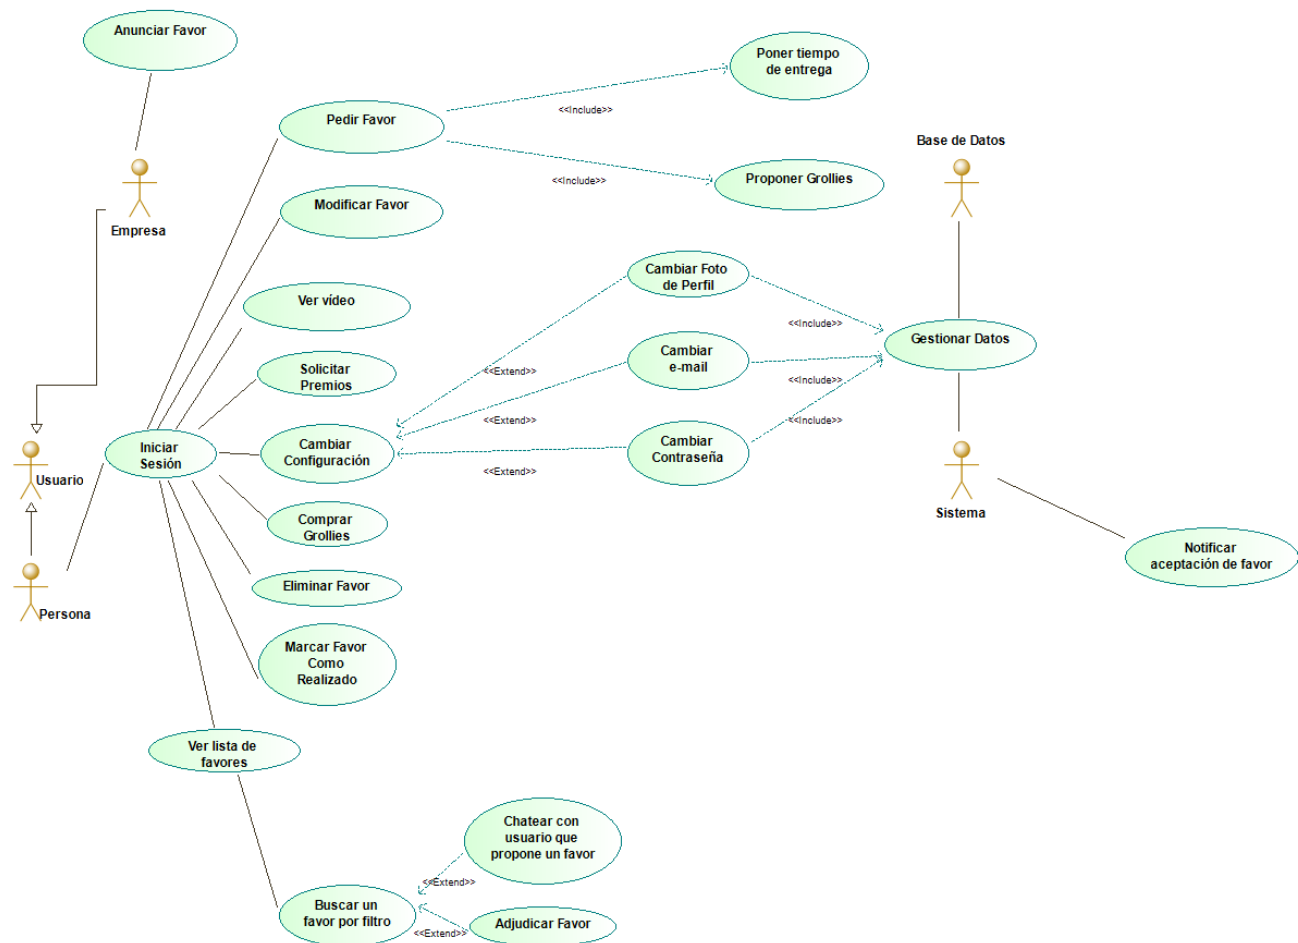 Anunciar Favor
Poner tiempo
de entrega
<<Include>>
Pedir Favor
Base de Datos
<<Include>>
Proponer Grollies
Modificar Favor
Empresa
Cambiar Foto
de Perfil
Ver vídeo
<<Include>>
Gestionar Datos
Cambiar
e-mail
Solicitar
Premios
<<Extend>>
<<Include>>
<<Extend>>
<<Include>>
Iniciar
Sesión
Cambiar
Configuración
Cambiar
Contraseña
<<Extend>>
Usuario
Sistema
Comprar
Grollies
Notificar
aceptación de favor
Eliminar Favor
Persona
Marcar Favor
Como
Realizado
Ver lista de
favores
Chatear con
usuario que
propone un favor
<<Extend>>
Buscar un
favor por filtro
Adjudicar Favor
<<Extend>>